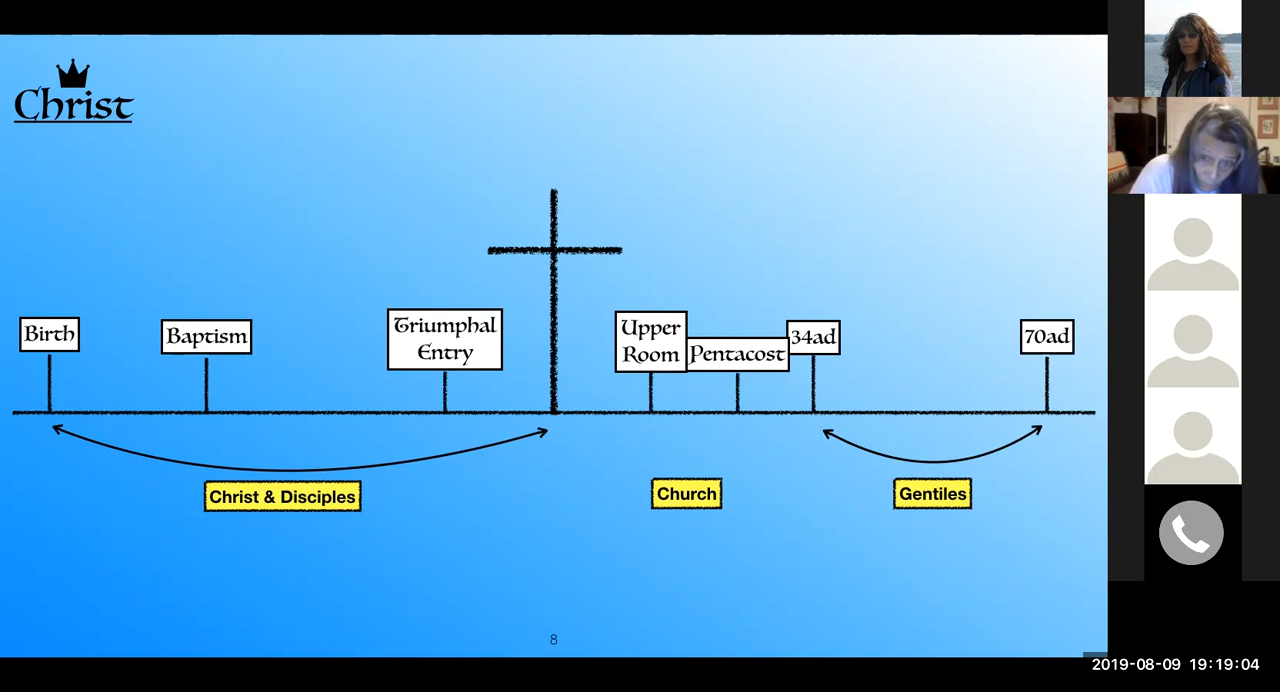 Christ
Birth
Baptism
Triumphal
Entry
Upper
Room
Pentacost
34ad
70ad
Christ & Disciples
Church
Gentiles
8
2019-08-09 19:19:04